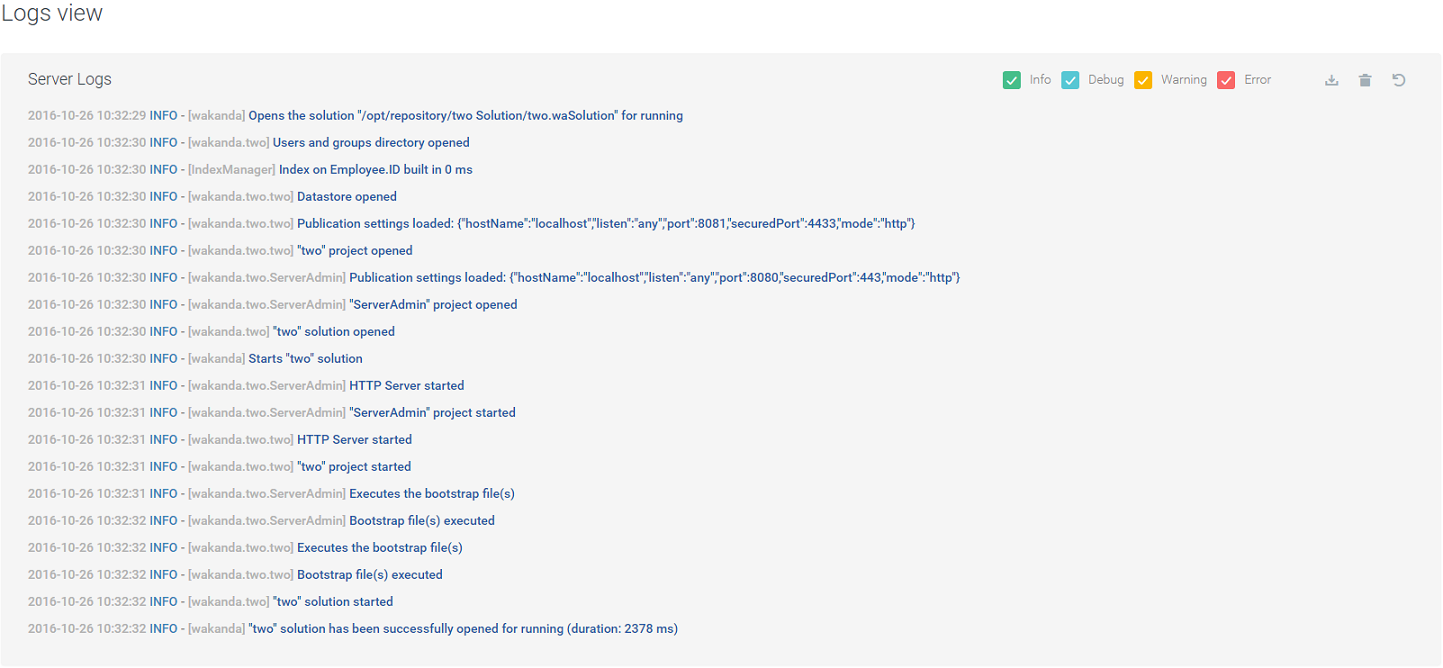 Logs view
Server Logs Info Debug Warning Error
2016-10-26 10:32:29 INFO - [wakanda] Opens the solution "/opt/repository/two Solution/two.waSolution" for running
2016-10-26 10:32:30 INFO - [wakanda.two] Users and groups directory opened
2016-10-26 10:32:30 INFO - [IndexManager] Index on Employee.ID built in 0 ms
2016-10-26 10:32:30 INFO - [wakanda.two.two] Datastore opened
2016-10-26 10:32:30 INFO - [wakanda.two.two] Publication settings loaded: {"hostName":"localhost","listen":"any","port":8081,"securedPort":4433,"mode":"http"}
2016-10-26 10:32:30 INFO - [wakanda.two.two] "two" project opened
2016-10-26 10:32:30 INFO - [wakanda.two.ServerAdmin] Publication settings loaded: {"hostName":"localhost","listen":"any","port":8080,"securedPort":443,"mode":"http"}
2016-10-26 10:32:30 INFO - [wakanda.two.ServerAdmin] "ServerAdmin" project opened
2016-10-26 10:32:30 INFO - [wakanda.two] "two" solution opened
2016-10-26 10:32:30 INFO - [wakanda] Starts "two" solution
2016-10-26 10:32:31 INFO - [wakanda.two.ServerAdmin] HTTP Server started
2016-10-26 10:32:31 INFO - [wakanda.two.ServerAdmin] "ServerAdmin" project started
2016-10-26 10:32:31 INFO - [wakanda.two.two] HTTP Server started
2016-10-26 10:32:31 INFO - [wakanda.two.two] "two" project started
2016-10-26 10:32:31 INFO - [wakanda.two.ServerAdmin] Executes the bootstrap file(s)
2016-10-26 10:32:32 INFO - [wakanda.two.ServerAdmin] Bootstrap file(s) executed
2016-10-26 10:32:32 INFO - [wakanda.two.two] Executes the bootstrap file(s)
2016-10-26 10:32:32 INFO - [wakanda.two.two] Bootstrap file(s) executed
2016-10-26 10:32:32 INFO - [wakanda.two] "two" solution started
2016-10-26 10:32:32 INFO - [wakanda] "two" solution has been successfully opened for running (duration: 2378 ms)